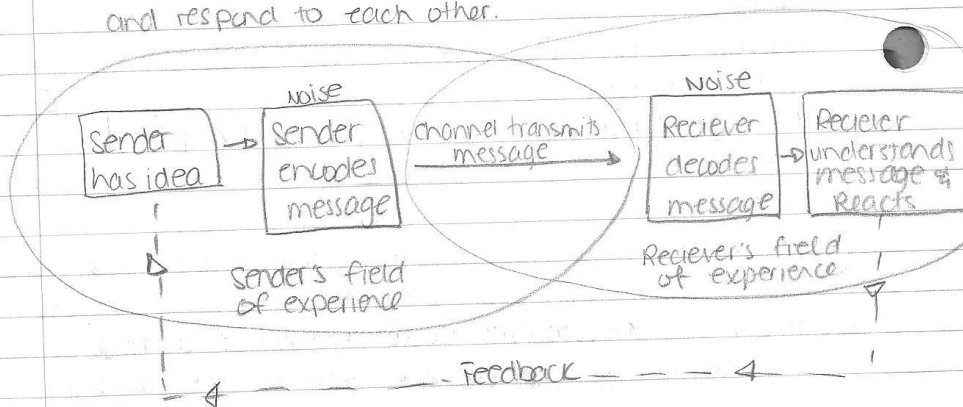 and respond to each other.
Noise
Sender
has idea
Sender
encodes
message
channel transmits
message
Noise
Reciever
decodes
message
Reciever
understands
message &
Reacts
Sender's field
of experience
Reciever's field
of experience
Feedback